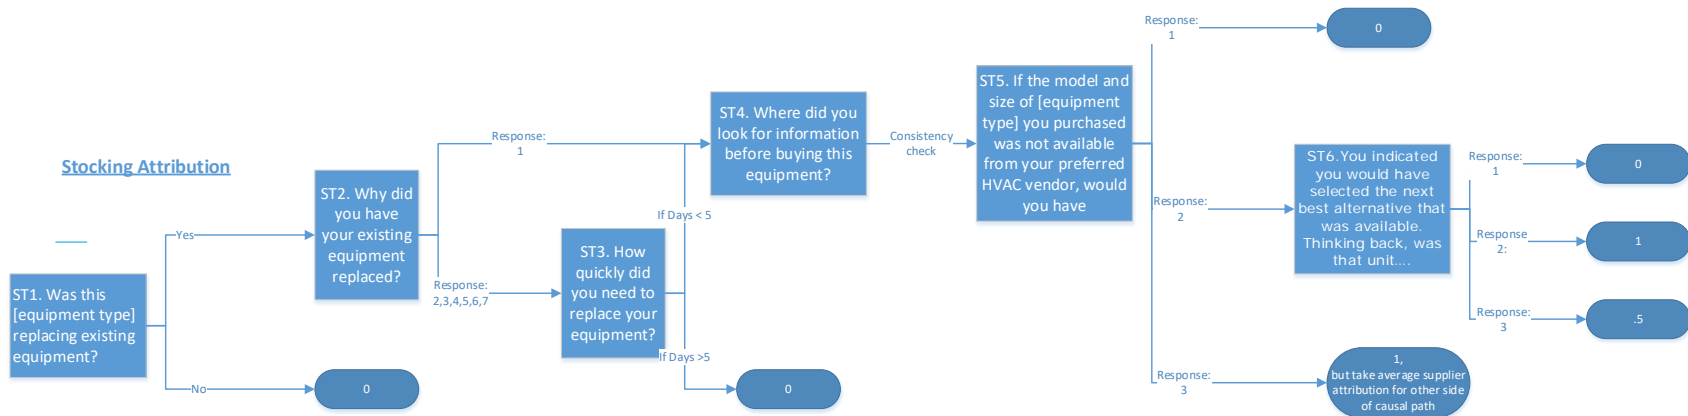 Stocking Attribution
ST1. Was this
[equipment type]
replacing existing
equipment?
Yes
No
0
ST2. Why did
you have
your existing
equipment
replaced?
Response:
1
Response:
2,3,4,5,6,7
ST3. How
quickly did
you need to
replace your
equipment?
If Days < 5
If Days >5
0
ST4. Where did you
look for information
before buying this
equipment?
Consistency
check
ST5. If the model and
size of [equipment
type] you purchased
was not available
from your preferred
HVAC vendor, would
you have
Response:
1
0
Response:
2
ST6.You indicated
you would have
selected the next
best alternative that
was available.
Thinking back, was
that unit....
Response:
1
0
Response
2:
1
Response:
3
.5
Response:
3
1,
but take average supplier
attribution for other side
of causal path